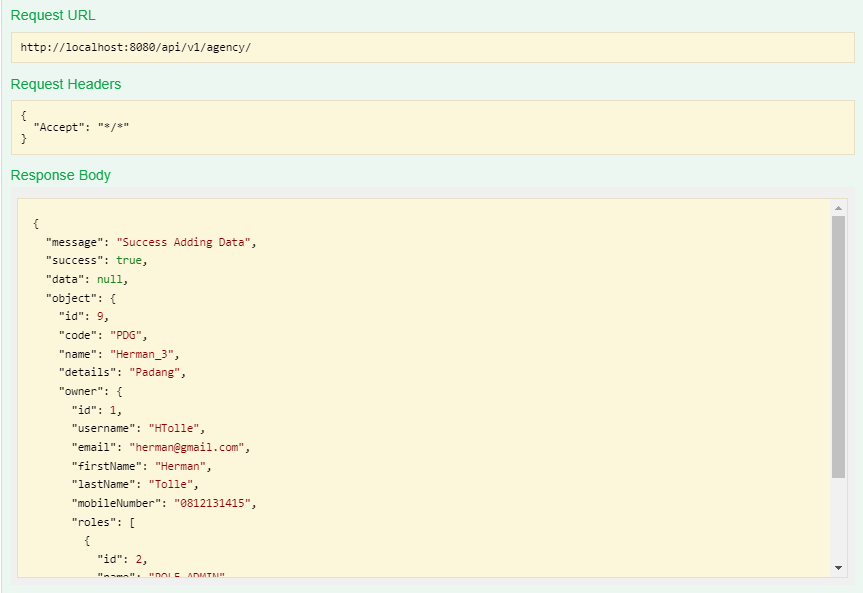 Request URL
http://localhost:8080/api/v1/agency/
Request Headers
{
"Accept": "*/*"
}
Response Body
{
"message": "Success Adding Data",
"success": true,
"data": null,
"object": {
"id": 9,
"code": "PDG",
"name": "Herman_3",
"details": "Padang",
"owner": {
"id": 1,
"username": "HTolle",
"email": "herman@gmail.com",
"firstName": "Herman",
"lastName": "Tolle",
"mobileNumber": "0812131415",
"roles": [
{
"id": 2,
"name": "ROLE_ADMIN"